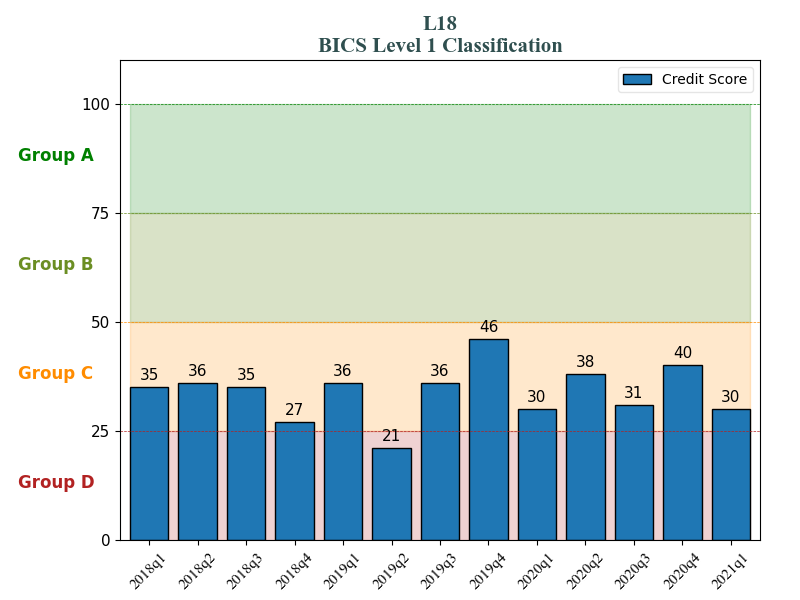 L18
BICS Level 1 Classification
Credit Score
100
Group A
75
Group B
50
46
40
38
Group C
35
36
35
27
36
21
36
30
31
30
25
Group D
0
2018q1
2018q2
2018q3
2018q4
2019q1
2019q2
2019q3
2019q4
2020q1
2020q2
2020q3
2020q4
2021q1